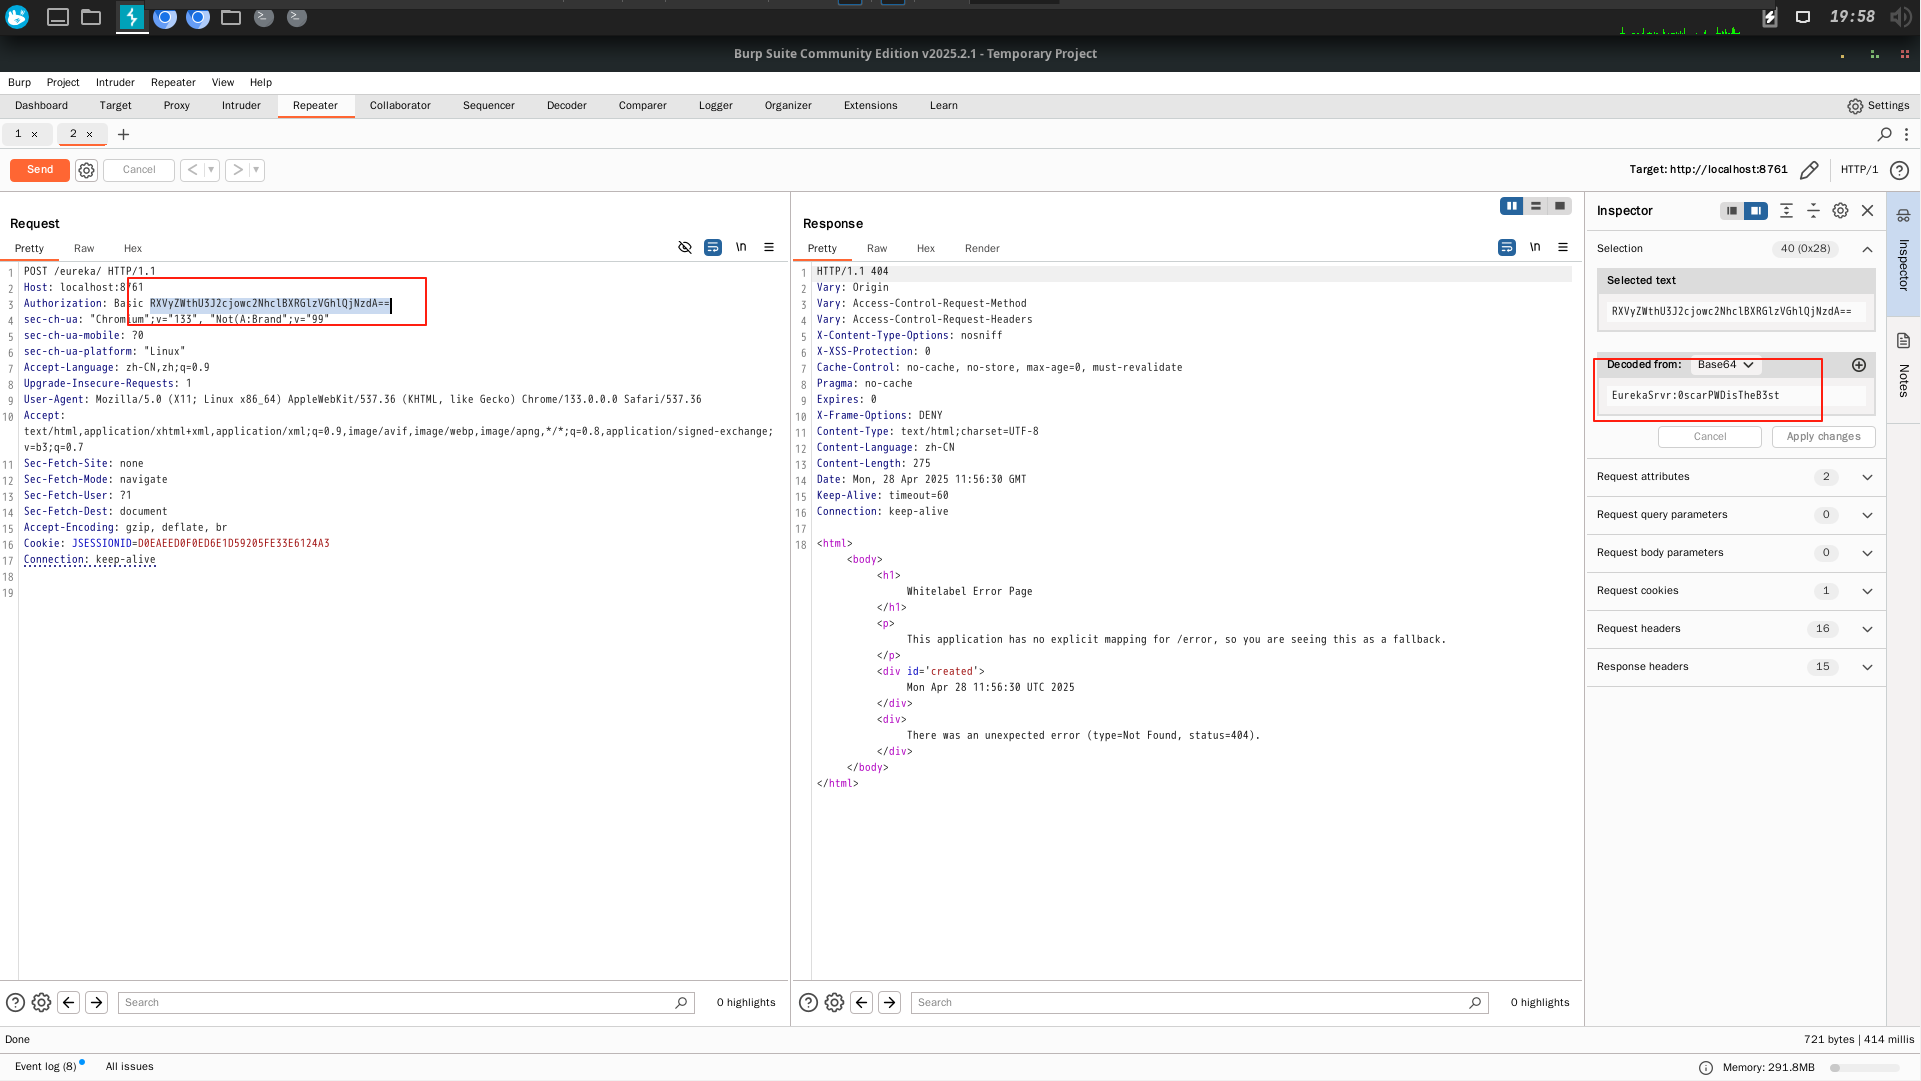 19:58
Burp Suite Community Edition v2025.2.1 - Temporary Project
Burp Project Intruder Repeater View Help
Dashboard Target Proxy Intruder Repeater Collaborator Sequencer Decoder Comparer Logger Organizer Extensions Learn Settings
1 × 2 × +
Send Cancel < > Target: http://localhost:8761 HTTP/1
Request
Pretty Raw Hex \n
1 POST /eureka/ HTTP/1.1
2 Host: localhost:8761
3 Authorization: Basic RXVyZWthU3J2cjowc2NhclBXRGlzVGhlQjNzdA==
4 sec-ch-ua: "Chromium";v="133", "Not(A:Brand";v="99"
5 sec-ch-ua-mobile: ?0
6 sec-ch-ua-platform: "Linux"
7 Accept-Language: zh-CN,zh;q=0.9
8 Upgrade-Insecure-Requests: 1
9 User-Agent: Mozilla/5.0 (X11; Linux x86_64) AppleWebKit/537.36 (KHTML, like Gecko) Chrome/133.0.0.0 Safari/537.36
10 Accept:
text/html,application/xhtml+xml,application/xml;q=0.9,image/avif,image/webp,image/apng,*/*;q=0.8,application/signed-exchange;
v=b3;q=0.7
11 Sec-Fetch-Site: none
12 Sec-Fetch-Mode: navigate
13 Sec-Fetch-User: ?1
14 Sec-Fetch-Dest: document
15 Accept-Encoding: gzip, deflate, br
16 Cookie: JSESSIONID=D0EAEED0F0ED6E1D59205FE33E6124A3
17 Connection: keep-alive
18
19
Search 0 highlights
Response
Pretty Raw Hex Render \n
1 HTTP/1.1 404
2 Vary: Origin
3 Vary: Access-Control-Request-Method
4 Vary: Access-Control-Request-Headers
5 X-Content-Type-Options: nosniff
6 X-XSS-Protection: 0
7 Cache-Control: no-cache, no-store, max-age=0, must-revalidate
8 Pragma: no-cache
9 Expires: 0
10 X-Frame-Options: DENY
11 Content-Type: text/html;charset=UTF-8
12 Content-Language: zh-CN
13 Content-Length: 275
14 Date: Mon, 28 Apr 2025 11:56:30 GMT
15 Keep-Alive: timeout=60
16 Connection: keep-alive
17
18 <html>
<body>
<h1>
Whitelabel Error Page
</h1>
<p>
This application has no explicit mapping for /error, so you are seeing this as a fallback.
</p>
<div id='created'>
Mon Apr 28 11:56:30 UTC 2025
</div>
<div>
There was an unexpected error (type=Not Found, status=404).
</div>
</body>
</html>
Search 0 highlights
Inspector
Selection 40 (0x28)
Selected text
RXVyZWthU3J2cjowc2NhclBXRGlzVGhlQjNzdA==
Decoded from: Base64
EurekaSrvr:0scarPWDisTheB3st
Cancel Apply changes
Request attributes 2
Request query parameters 0
Request body parameters 0
Request cookies 1
Request headers 16
Response headers 15
Inspector
Notes
Done 721 bytes | 414 millis
Event log (8) All issues Memory: 291.8MB